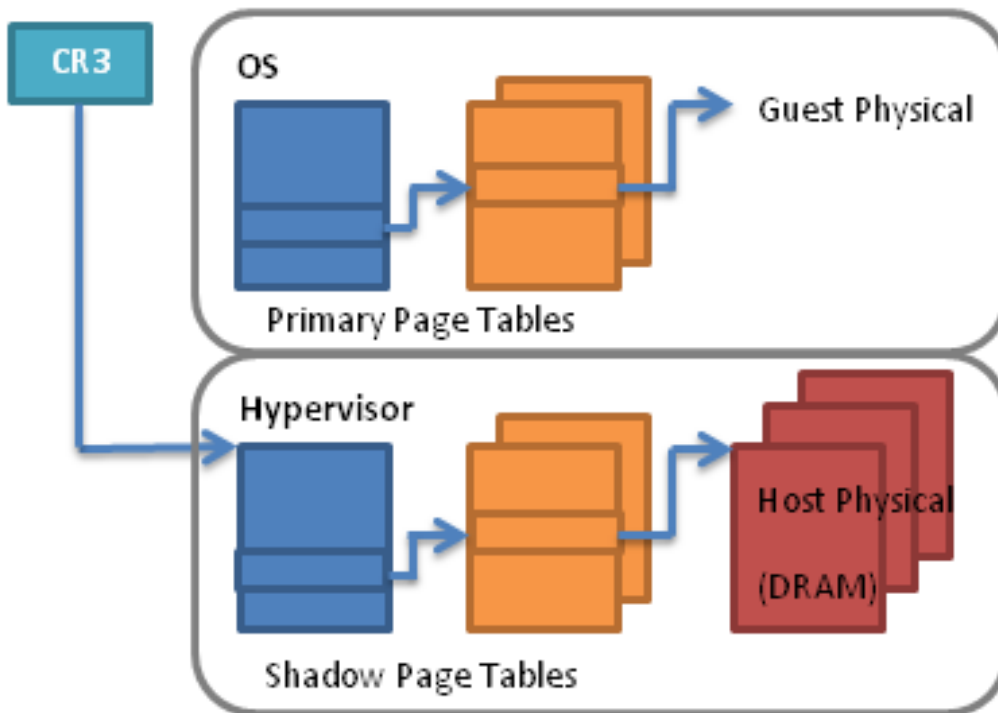 CR3
OS
Guest Physical
Primary Page Tables
Hypervisor
Host Physical
(DRAM)
Shadow Page Tables